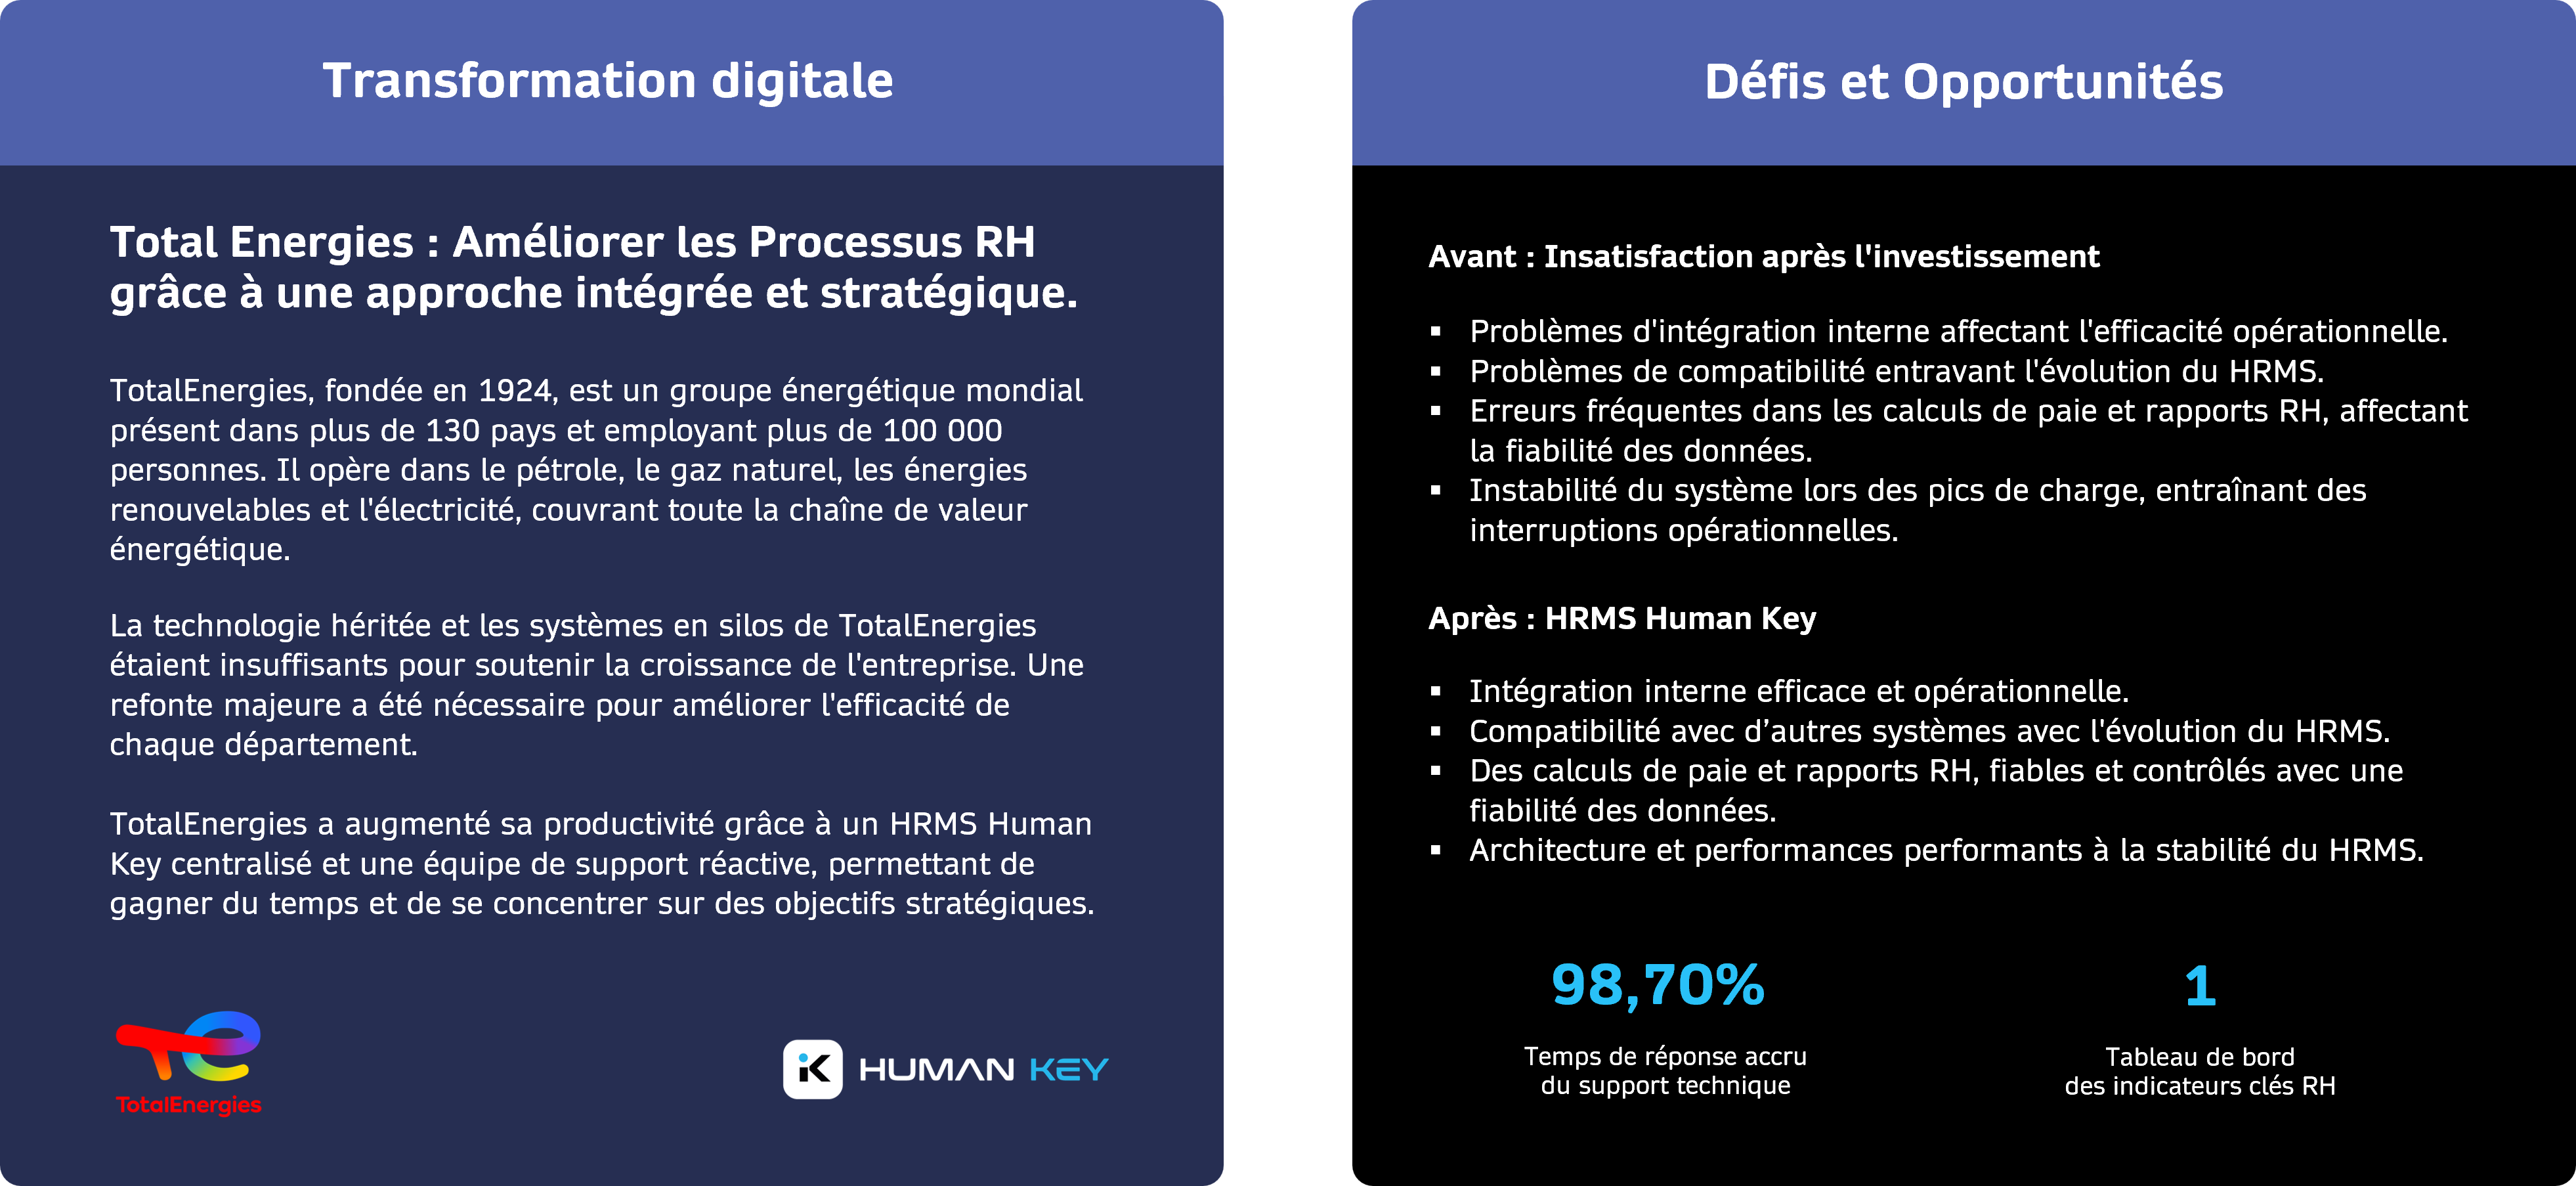 Transformation digitale
Total Energies : Améliorer les Processus RH
grâce à une approche intégrée et stratégique.
TotalEnergies, fondée en 1924, est un groupe énergétique mondial
présent dans plus de 130 pays et employant plus de 100 000
personnes. Il opère dans le pétrole, le gaz naturel, les énergies
renouvelables et l'électricité, couvrant toute la chaîne de valeur
énergétique.
La technologie héritée et les systèmes en silos de TotalEnergies
étaient insuffisants pour soutenir la croissance de l'entreprise. Une
refonte majeure a été nécessaire pour améliorer l'efficacité de
chaque département.
TotalEnergies a augmenté sa productivité grâce à un HRMS Human
Key centralisé et une équipe de support réactive, permettant de
gagner du temps et de se concentrer sur des objectifs stratégiques.
TotalEnergies
HUMAN KEY
Défis et Opportunités
Avant : Insatisfaction après l'investissement
▪ Problèmes d'intégration interne affectant l'efficacité opérationnelle.
▪ Problèmes de compatibilité entravant l'évolution du HRMS.
▪ Erreurs fréquentes dans les calculs de paie et rapports RH, affectant
la fiabilité des données.
▪ Instabilité du système lors des pics de charge, entraînant des
interruptions opérationnelles.
Après : HRMS Human Key
▪ Intégration interne efficace et opérationnelle.
▪ Compatibilité avec d’autres systèmes avec l'évolution du HRMS.
▪ Des calculs de paie et rapports RH, fiables et contrôlés avec une
fiabilité des données.
▪ Architecture et performances performants à la stabilité du HRMS.
98,70%
Temps de réponse accru
du support technique
1
Tableau de bord
des indicateurs clés RH